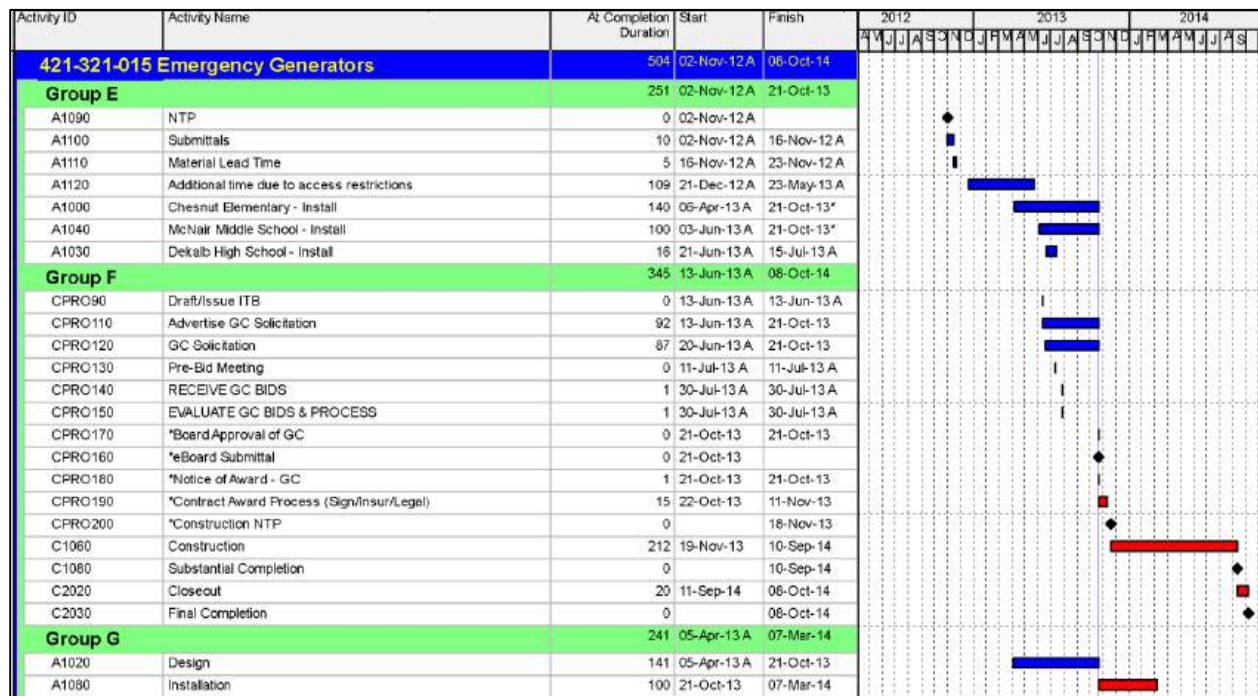 Activity ID Activity Name At Completion Start Finish 2012 2013 2014
Duration A M J J A S O N D J F M A M J J A S O N D J F M A M J J A S
421-321-015 Emergency Generators 504 02-Nov-12 A 08-Oct-14
Group E 251 02-Nov-12 A 21-Oct-13
A1090 NTP 0 02-Nov-12 A
A1100 Submittals 10 02-Nov-12 A 16-Nov-12 A
A1110 Material Lead Time 5 16-Nov-12 A 23-Nov-12 A
A1120 Additional time due to access restrictions 109 21-Dec-12 A 23-May-13 A
A1000 Chesnut Elementary - Install 140 06-Apr-13 A 21-Oct-13*
A1040 McNair Middle School - Install 100 03-Jun-13 A 21-Oct-13*
A1030 Dekalb High School - Install 16 21-Jun-13 A 15-Jul-13 A
Group F 345 13-Jun-13 A 08-Oct-14
CPRO90 Draft/Issue ITB 0 13-Jun-13 A 13-Jun-13 A
CPRO110 Advertise GC Solicitation 92 13-Jun-13 A 21-Oct-13
CPRO120 GC Solicitation 87 20-Jun-13 A 21-Oct-13
CPRO130 Pre-Bid Meeting 0 11-Jul-13 A 11-Jul-13 A
CPRO140 RECEIVE GC BIDS 1 30-Jul-13 A 30-Jul-13 A
CPRO150 EVALUATE GC BIDS & PROCESS 1 30-Jul-13 A 30-Jul-13 A
CPRO170 *Board Approval of GC 0 21-Oct-13 21-Oct-13
CPRO160 *eBoard Submittal 0 21-Oct-13
CPRO180 *Notice of Award - GC 1 21-Oct-13 21-Oct-13
CPRO190 *Contract Award Process (Sign/Insur/Legal) 15 22-Oct-13 11-Nov-13
CPRO200 *Construction NTP 0 18-Nov-13
C1060 Construction 212 19-Nov-13 10-Sep-14
C1080 Substantial Completion 0 10-Sep-14
C2020 Closeout 20 11-Sep-14 08-Oct-14
C2030 Final Completion 0 08-Oct-14
Group G 241 05-Apr-13 A 07-Mar-14
A1020 Design 141 05-Apr-13 A 21-Oct-13
A1080 Installation 100 21-Oct-13 07-Mar-14